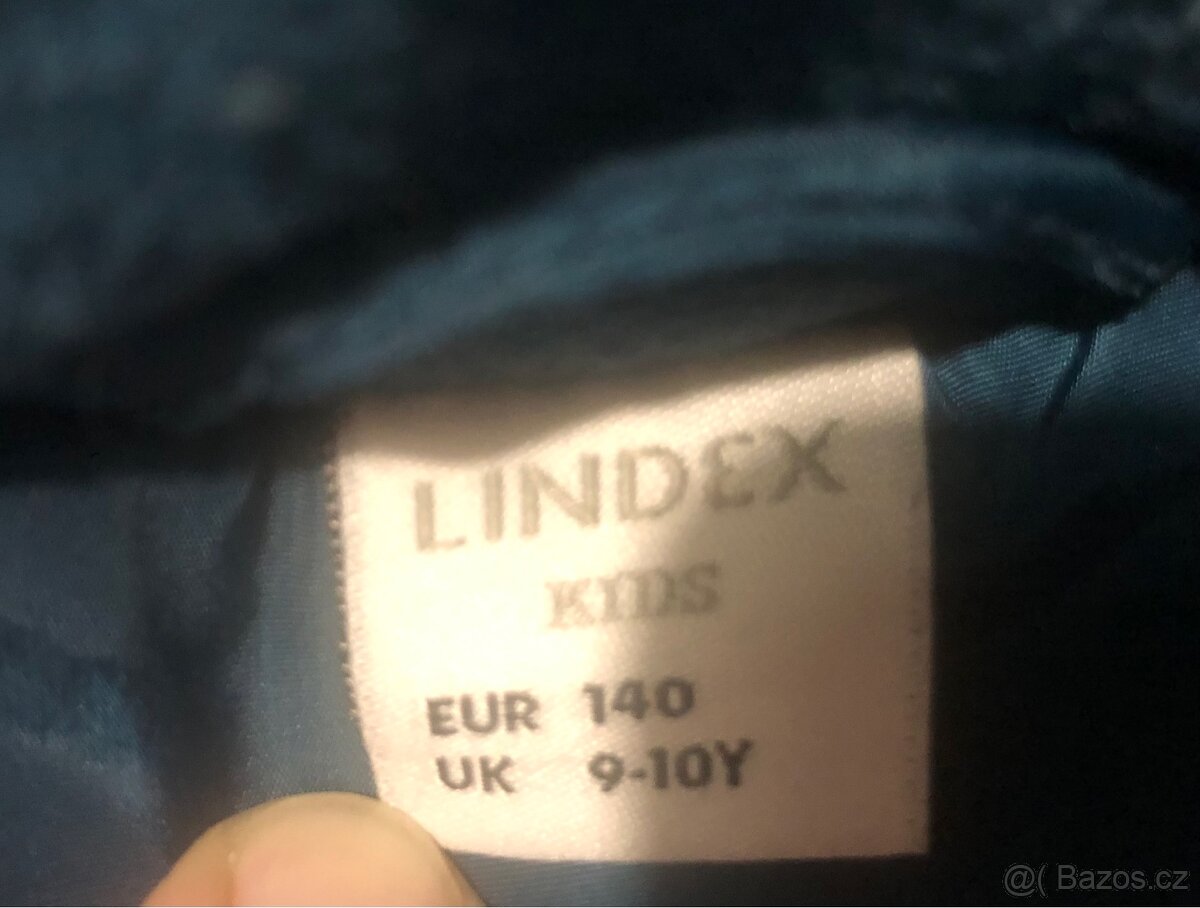 LINDEX
KIDS
EUR 140
UK 9-10Y
@( Bazos.cz